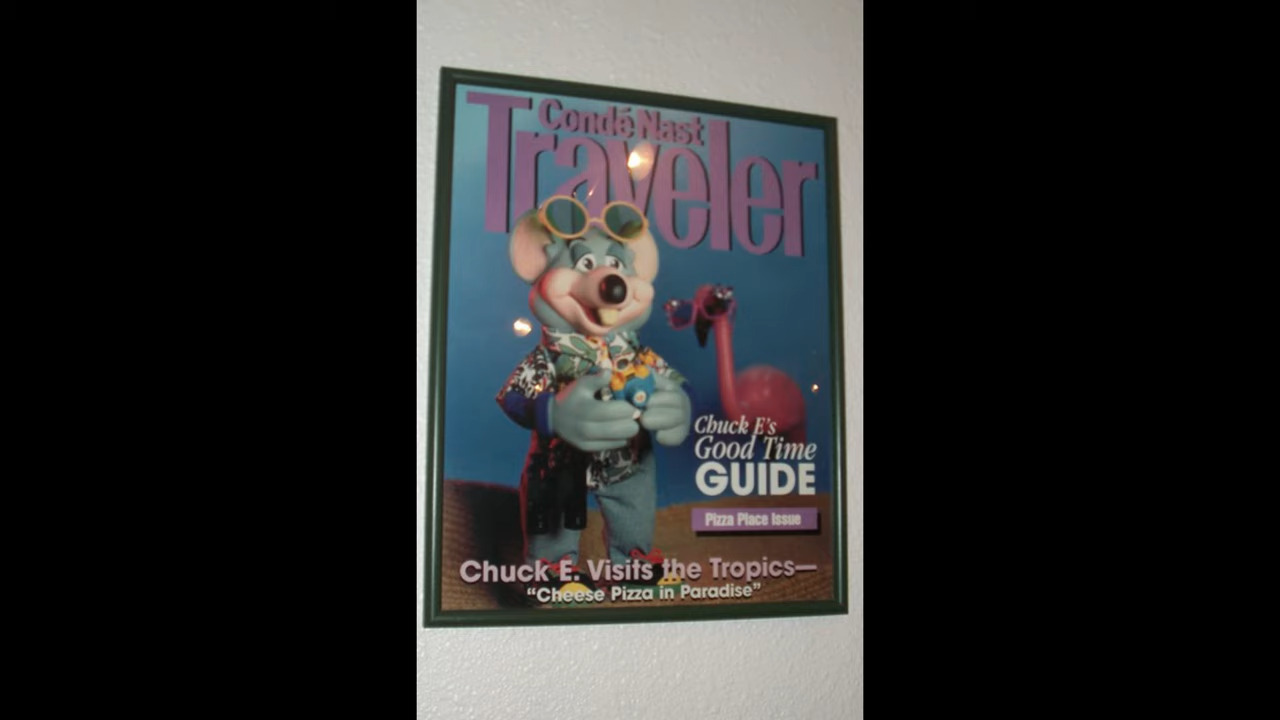 Condé Nast
Traveler
Chuck E's
Good Time
GUIDE
Pizza Place Issue
Chuck E. Visits the Tropics—
“Cheese Pizza in Paradise”